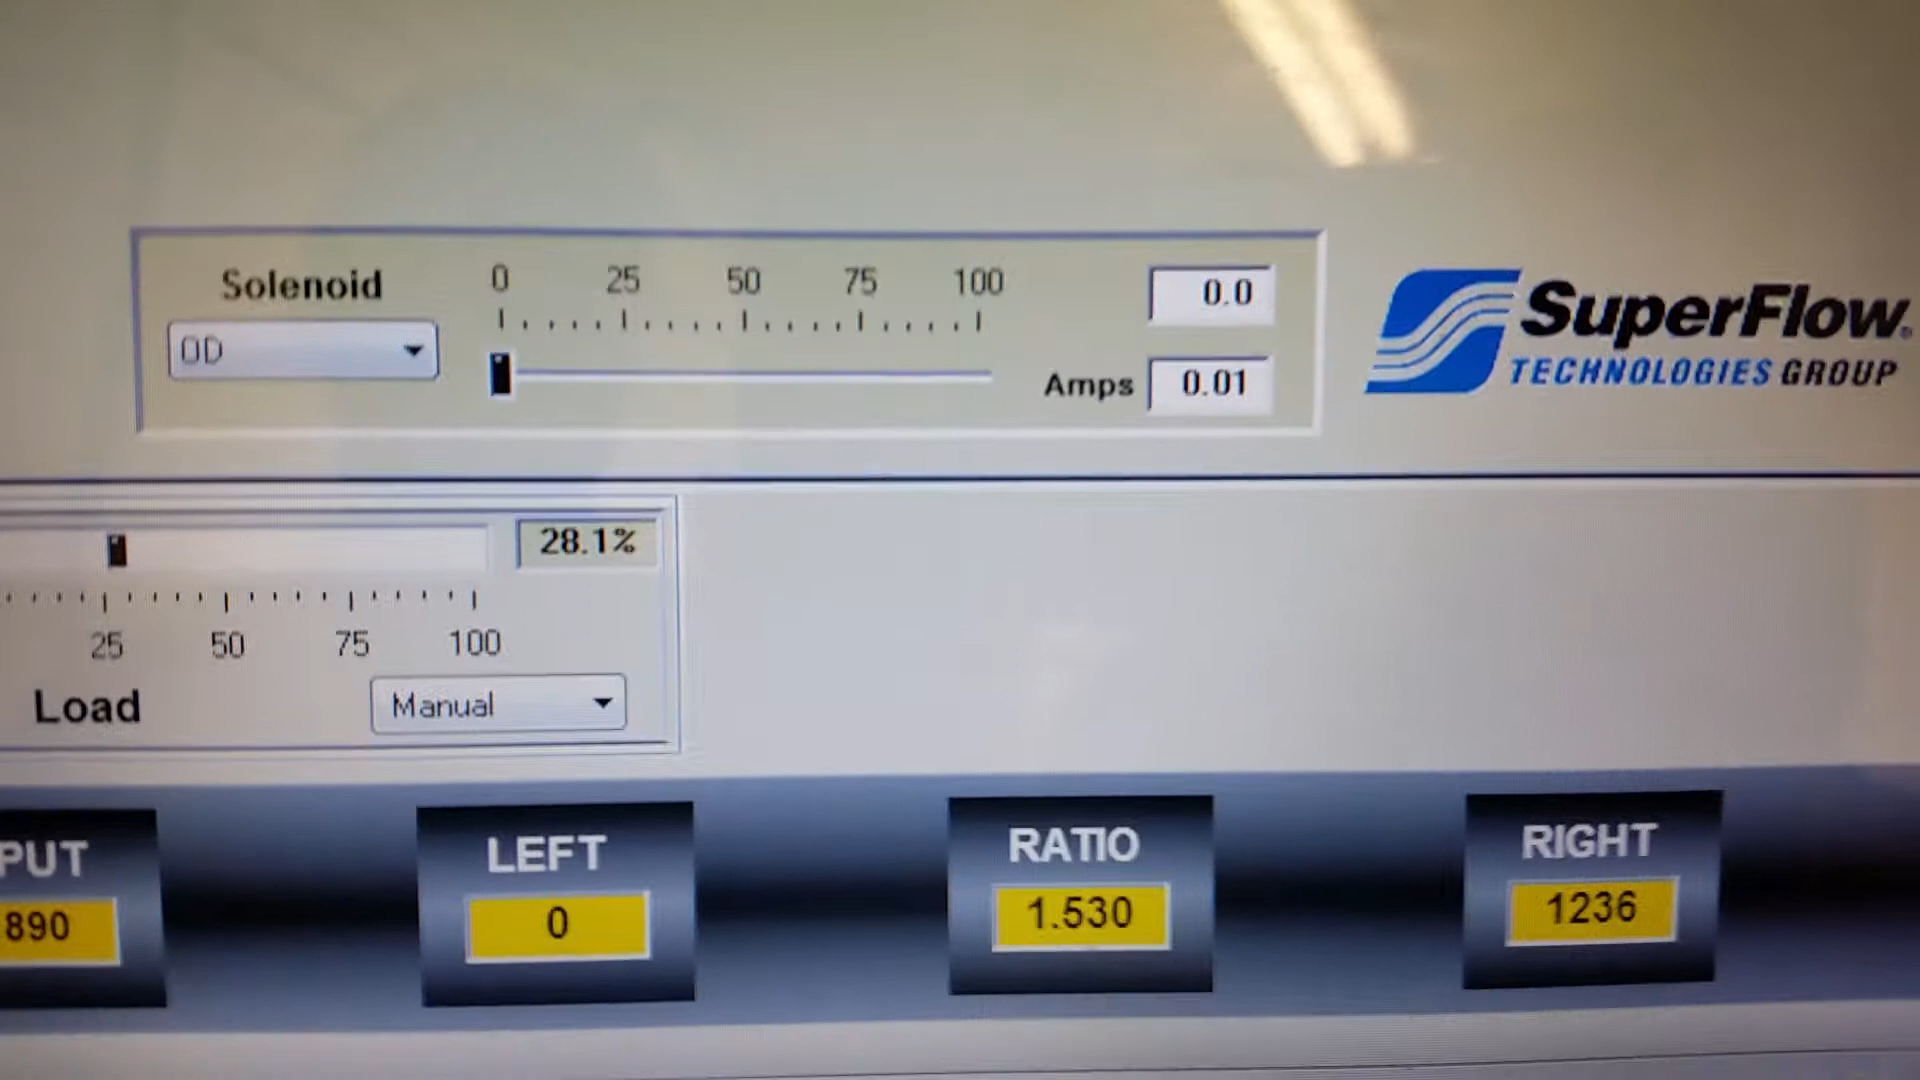 Solenoid
0 25 50 75 100
0.0
OD
Amps 0.01
SuperFlow®
TECHNOLOGIES GROUP
28.1%
25 50 75 100
Load
Manual
PUT
LEFT
RATIO
RIGHT
890
0
1.530
1236